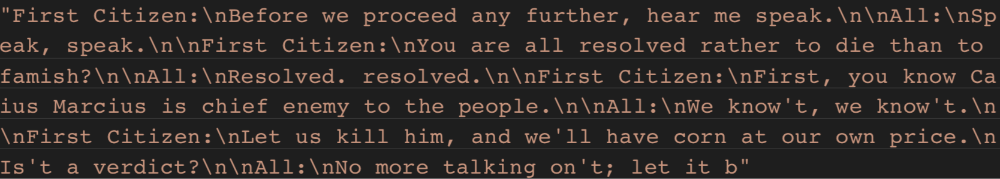 "First Citizen:\nBefore we proceed any further, hear me speak.\n\nAll:\nSp
eak, speak.\n\nFirst Citizen:\nYou are all resolved rather to die than to
famish?\n\nAll:\nResolved. resolved.\n\nFirst Citizen:\nFirst, you know Ca
ius Marcius is chief enemy to the people.\n\nAll:\nWe know't, we know't.\n
\nFirst Citizen:\nLet us kill him, and we'll have corn at our own price.\n
Is't a verdict?\n\nAll:\nNo more talking on't; let it b"